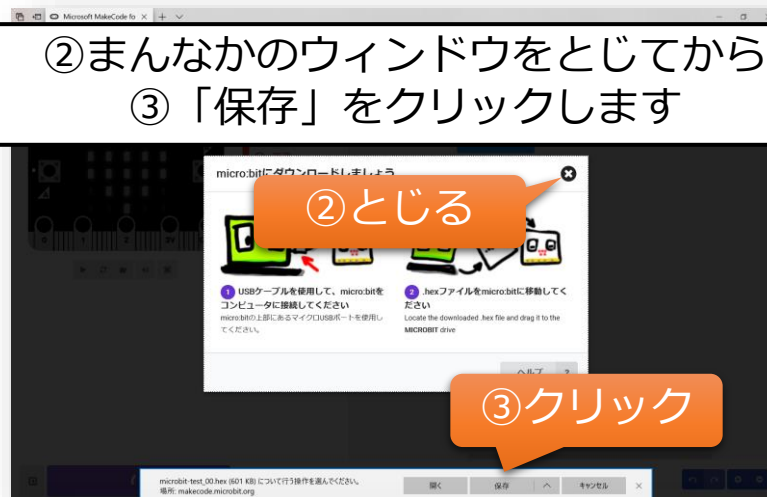 Microsoft MakeCode fo
②まんなかのウィンドウをとじてから
③「保存」をクリックします
micro:bitにダウンロードしましょう
②とじる
1 USBケーブルを使用して、micro:bitを
コンピュータに接続してください
micro:bitの上部にあるマイクロUSBポートを使用し
てください。
2 .hexファイルをmicro:bitに移動してく
ださい
Locate the downloaded .hex file and drag it to the
MICROBIT drive
ヘルプ ?
③クリック
microbit-test_00.hex (601 KB) について行う操作を選んでください。
場所: makecode.microbit.org
開く 保存 キャンセル
0 1 2 3V